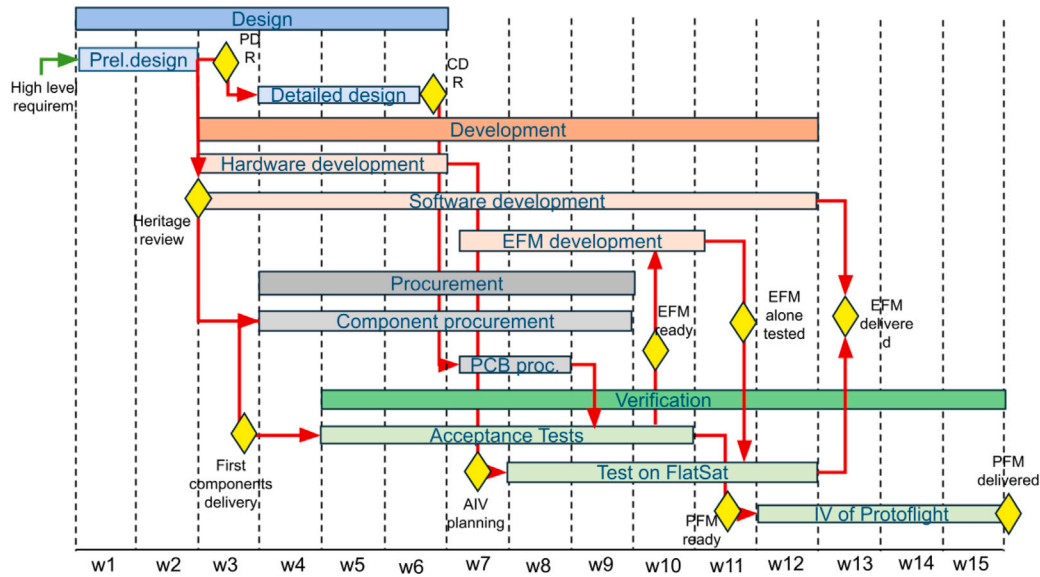 Design
PD
R
Prel.design
CD
R
High level
requirem.
Detailed design
Development
Hardware development
Software development
Heritage
review
EFM development
Procurement
EFM
ready
EFM
alone
tested
EFM
delivere
d
Component procurement
PCB proc.
Verification
Acceptance Tests
First
components
delivery
Test on FlatSat
AIV
planning
PFM
delivered
PFM
ready
IV of Protoflight
w1 w2 w3 w4 w5 w6 w7 w8 w9 w10 w11 w12 w13 w14 w15